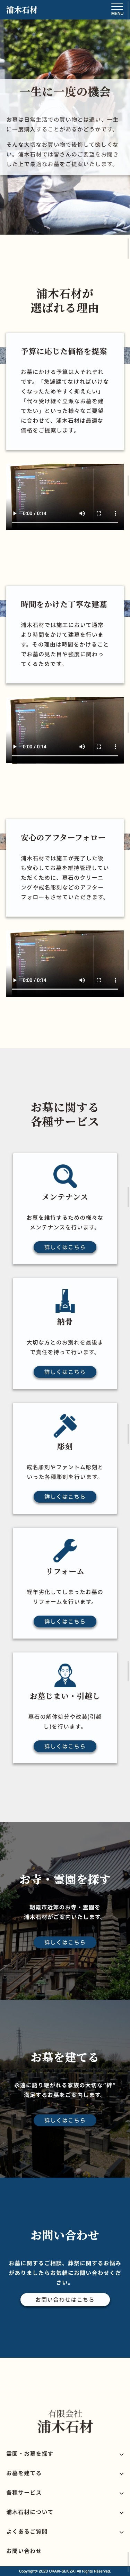 浦木石材
MENU
一生に一度の機会
お墓は日常生活での買い物とは違い、一生
に一度購入することがあるかどうかです。
そんな大切なお買い物で後悔して欲しくな
い。浦木石材では皆さんのご要望をお聞き
した上で最適なお墓をご提案いたします。
浦木石材が
選ばれる理由
予算に応じた価格を提案
お墓にかける予算は人それぞれ
です。「急遽建てなければいけな
くなったためやすく抑えたい」
「代々受け継ぐ立派なお墓を建
てたい」といった様々なご要望
に合わせて、浦木石材は最適な
価格をご提案します。
0:00 / 0:14
時間をかけた丁寧な建墓
浦木石材では施工において通常
より時間をかけて建墓を行いま
す。その理由は時間をかけること
でお墓の見た目や強度に関わっ
てくるためです。
0:00 / 0:14
安心のアフターフォロー
浦木石材では施工が完了した後
も安心してお墓を維持管理してい
ただくために、墓石のクリーニ
ングや戒名彫刻などのアフター
フォローもさせていただきます。
0:00 / 0:14
お墓に関する
各種サービス
メンテナンス
お墓を維持するための様々な
メンテナンスを行います。
詳しくはこちら
納骨
大切な方とのお別れを最後ま
で責任を持って行います。
詳しくはこちら
彫刻
戒名彫刻やファントム彫刻と
いった各種彫刻を行います。
詳しくはこちら
リフォーム
経年劣化してしまったお墓の
リフォームを行います。
詳しくはこちら
お墓じまい・引越し
墓石の解体処分や改装(引越
し)を行います。
詳しくはこちら
お寺・霊園を探す
朝霞市近郊のお寺・霊園を
浦木石材がご案内いたします。
詳しくはこちら
お墓を建てる
永遠に語り継がれる家族の大切な“絆”
満足するお墓をご案内します。
詳しくはこちら
お問い合わせ
お墓に関するご相談、葬祭に関するお悩み
がありましたらお気軽にお問い合わせくだ
さい。
お問い合わせはこちら
有限会社
浦木石材
霊園・お墓を探す
お墓を建てる
各種サービス
浦木石材について
よくあるご質問
お問い合わせ
Copyright© 2020 URAKI-SEKIZAI All Rights Reserved.